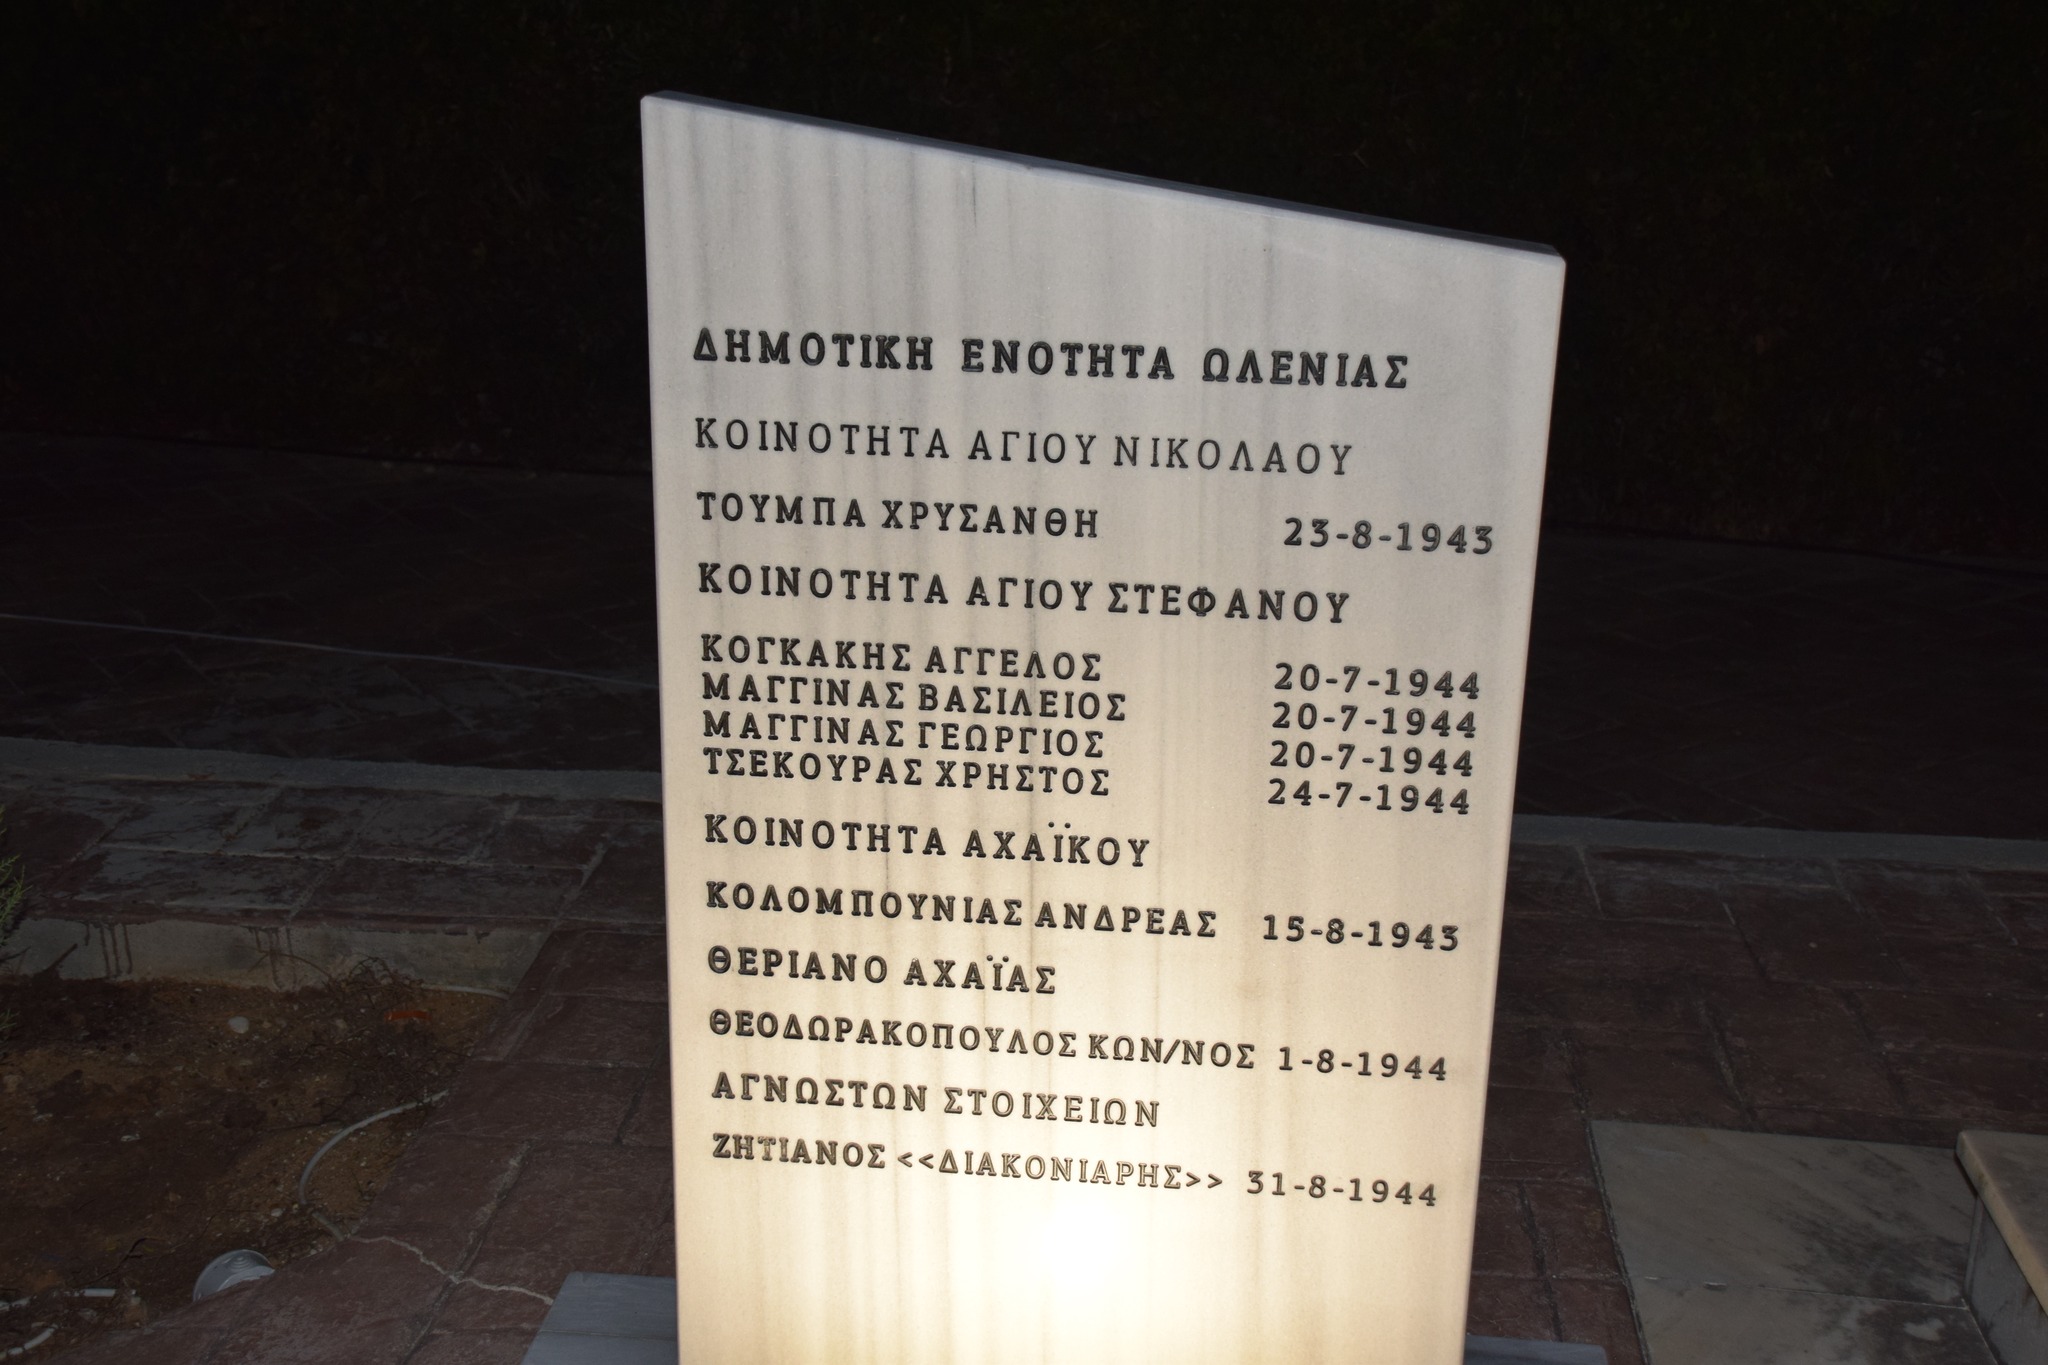 ΔΗΜΟΤΙΚΗ ΕΝΟΤΗΤΑ ΩΛΕΝΙΑΣ
ΚΟΙΝΟΤΗΤΑ ΑΓΙΟΥ ΝΙΚΟΛΑΟΥ
ΤΟΥΜΠΑ ΧΡΥΣΑΝΘΗ 23-8-1943
ΚΟΙΝΟΤΗΤΑ ΑΓΙΟΥ ΣΤΕΦΑΝΟΥ
ΚΟΓΚΑΚΗΣ ΑΓΓΕΛΟΣ 20-7-1944
ΜΑΓΓΙΝΑΣ ΒΑΣΙΛΕΙΟΣ 20-7-1944
ΜΑΓΓΙΝΑΣ ΓΕΩΡΓΙΟΣ 20-7-1944
ΤΣΕΚΟΥΡΑΣ ΧΡΗΣΤΟΣ 24-7-1944
ΚΟΙΝΟΤΗΤΑ ΑΧΑΪΚΟΥ
ΚΟΛΟΜΠΟΥΝΙΑΣ ΑΝΔΡΕΑΣ 15-8-1943
ΘΕΡΙΑΝΟ ΑΧΑΪΑΣ
ΘΕΟΔΩΡΑΚΟΠΟΥΛΟΣ ΚΩΝ/ΝΟΣ 1-8-1944
ΑΓΝΩΣΤΩΝ ΣΤΟΙΧΕΙΩΝ
ΖΗΤΙΑΝΟΣ <<ΔΙΑΚΟΝΙΑΡΗΣ>> 31-8-1944